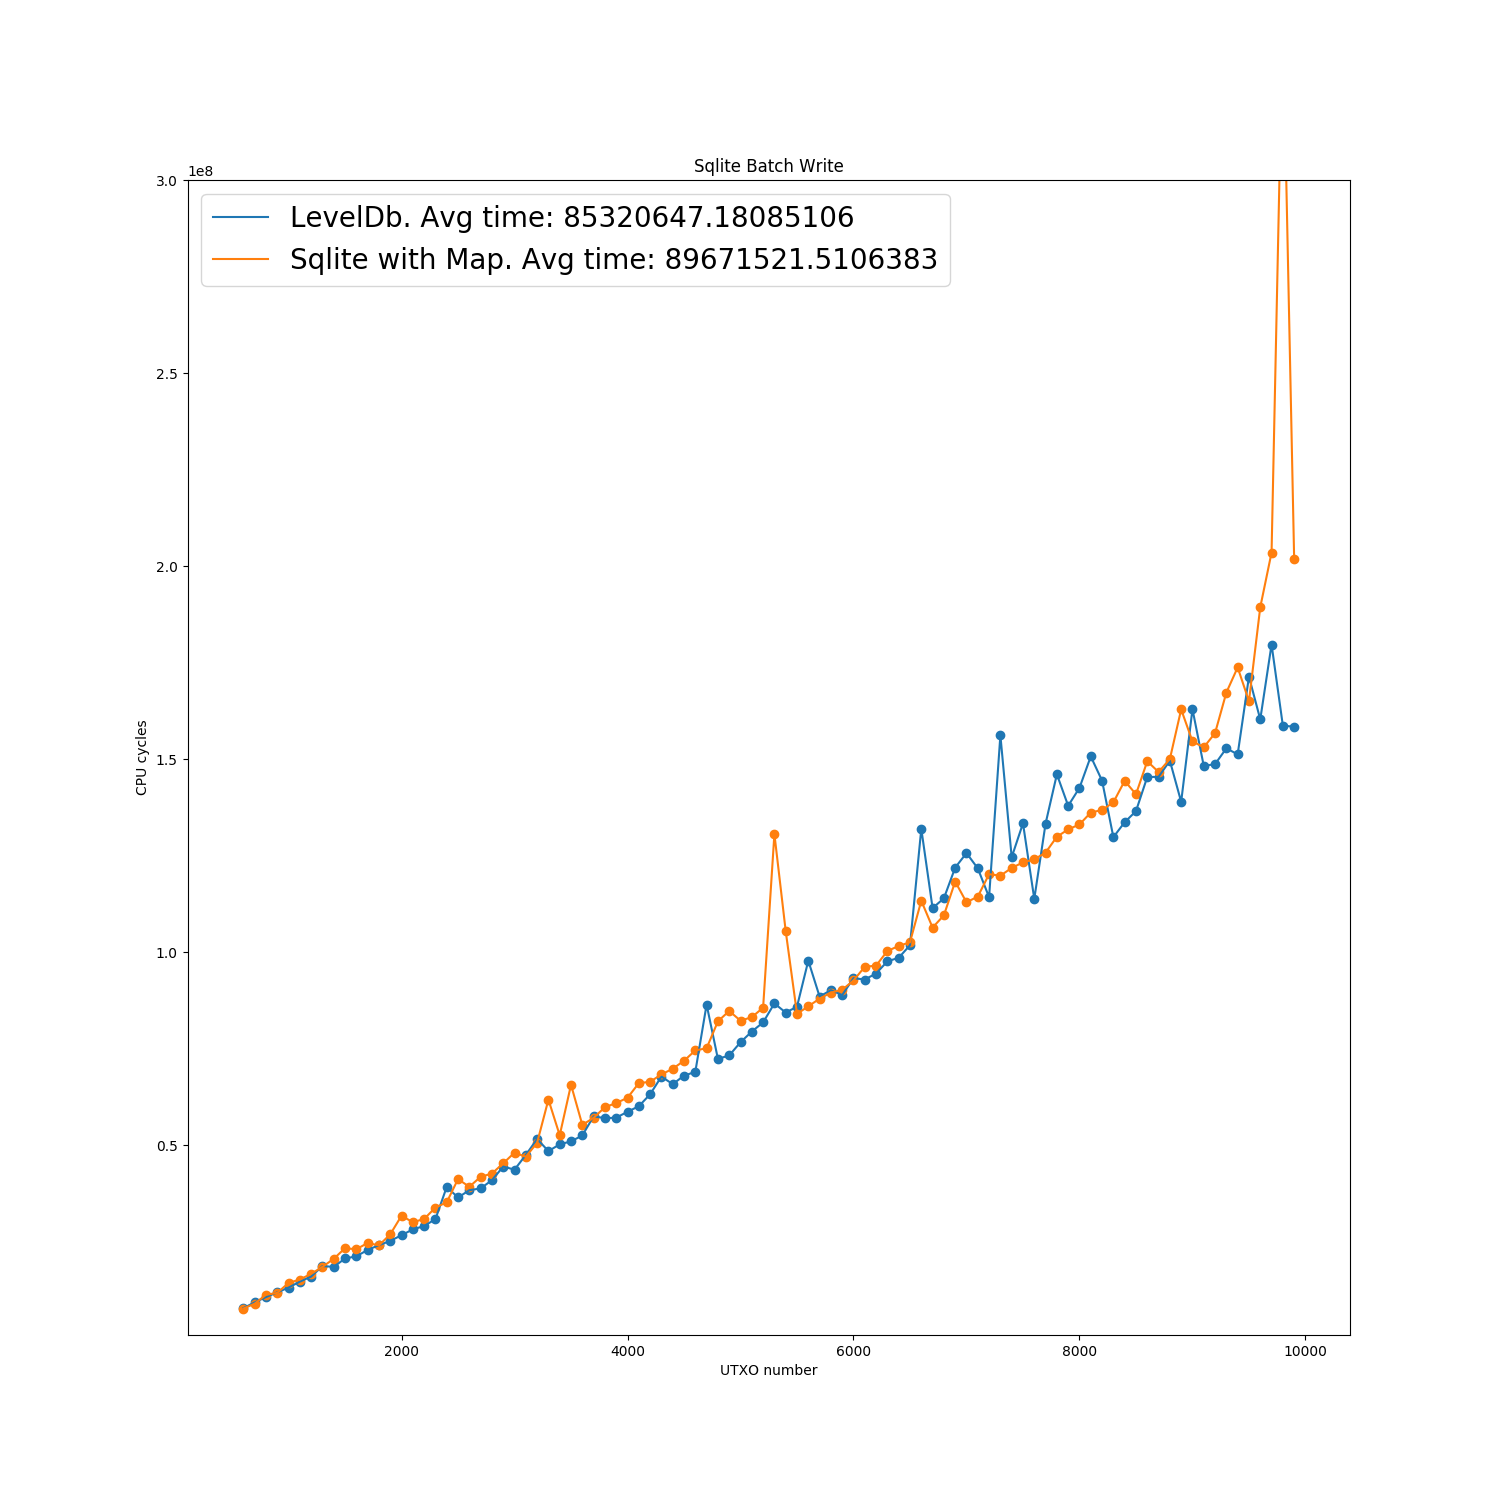 Sqlite Batch Write
1e8
3.0
2.5
2.0
1.5
1.0
0.5
LevelDb. Avg time: 85320647.18085106
Sqlite with Map. Avg time: 89671521.5106383
CPU cycles
2000 4000 6000 8000 10000
UTXO number